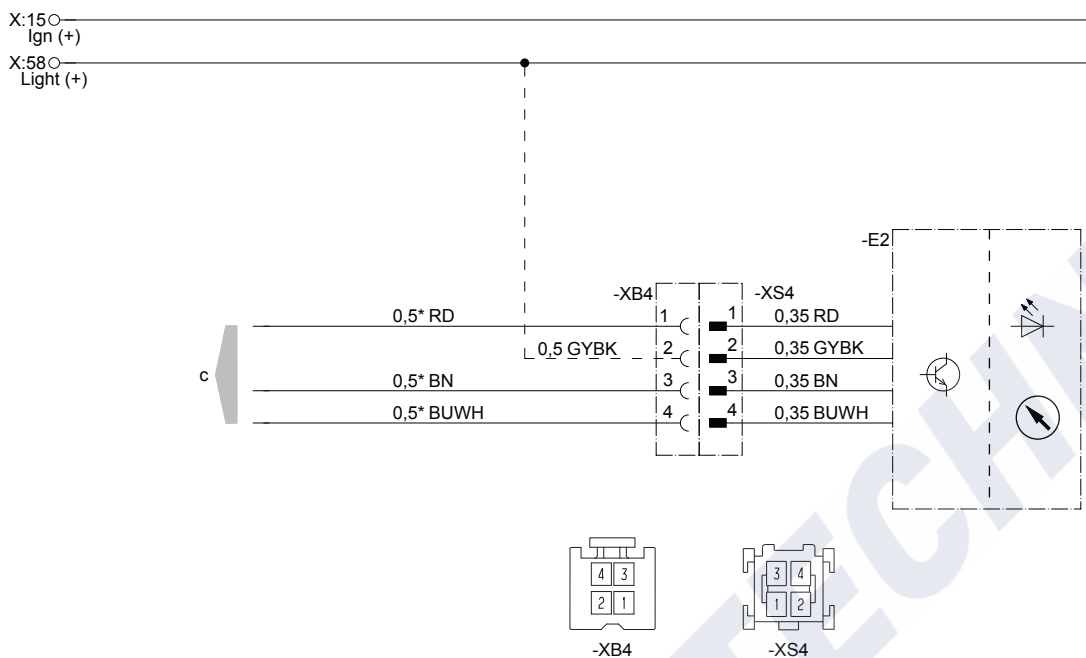 X:15
Ign (+)
X:58
Light (+)
-E2
-XB4 -XS4
0,5* RD 1 1 0,35 RD
0,5 GYBK 2 2 0,35 GYBK
c
0,5* BN 3 3 0,35 BN
0,5* BUWH 4 4 0,35 BUWH
4 3 3 4
2 1 1 2
-XB4 -XS4
TECHN